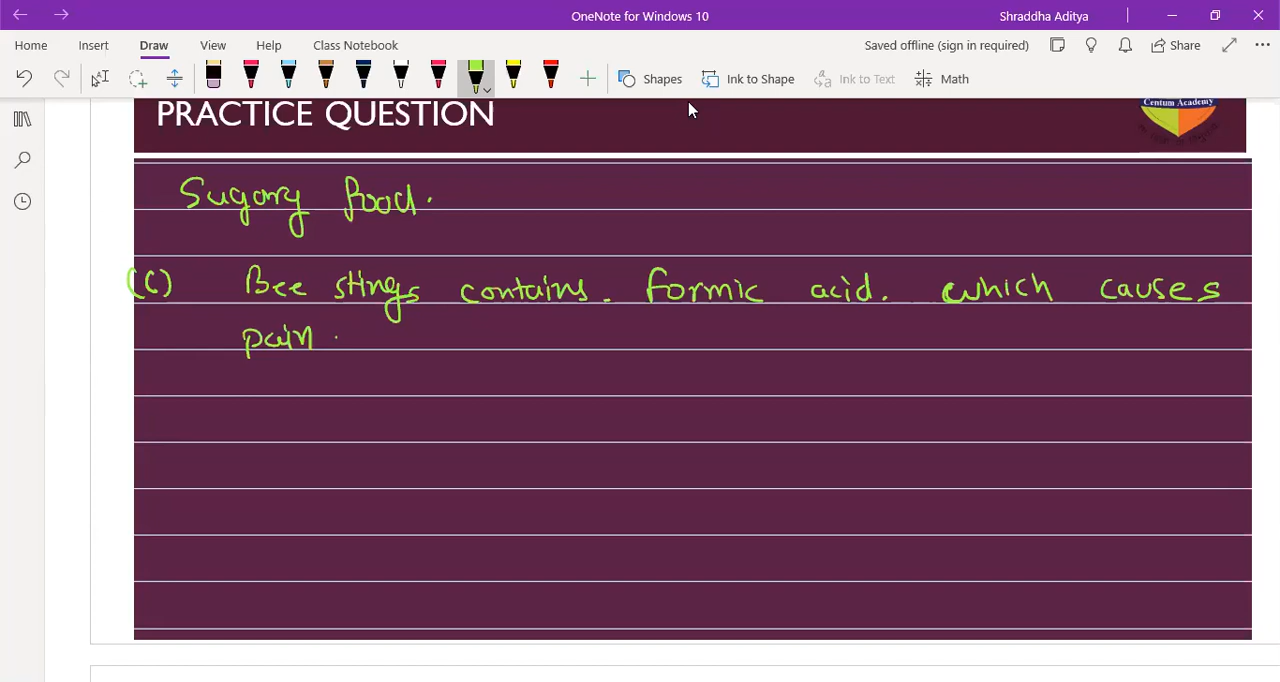 OneNote for Windows 10
Shraddha Aditya
Home Insert Draw View Help Class Notebook
Saved offline (sign in required) Share
Shapes Ink to Shape Ink to Text Math
PRACTICE QUESTION
Centum Academy
Sugary food.
(C) Bee stings contains. formic acid. which causes
pain.